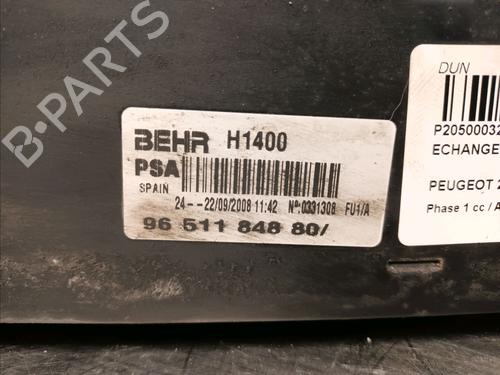 BEHR H1400
PSA
SPAIN
24--22/09/2008 11:42 Nº:0331308 FU1/A
96 511 848 80/
DUN
P20500032
ECHANGE
PEUGEOT 2
Phase 1 cc / A
B-PARTS